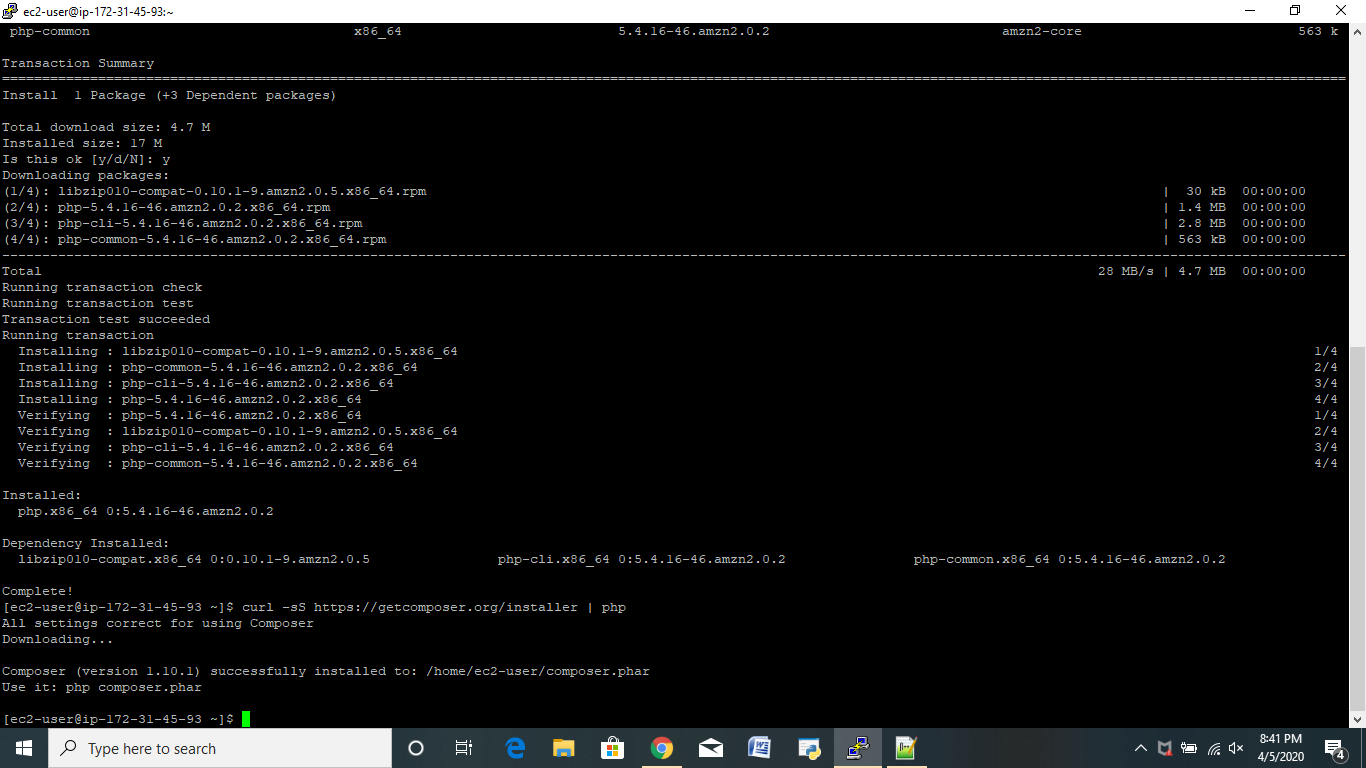 ec2-user@ip-172-31-45-93:~
php-common x86_64 5.4.16-46.amzn2.0.2 amzn2-core 563 k
Transaction Summary
================================================================================
Install 1 Package (+3 Dependent packages)
Total download size: 4.7 M
Installed size: 17 M
Is this ok [y/d/N]: y
Downloading packages:
(1/4): libzip010-compat-0.10.1-9.amzn2.0.5.x86_64.rpm | 30 kB 00:00:00
(2/4): php-5.4.16-46.amzn2.0.2.x86_64.rpm | 1.4 MB 00:00:00
(3/4): php-cli-5.4.16-46.amzn2.0.2.x86_64.rpm | 2.8 MB 00:00:00
(4/4): php-common-5.4.16-46.amzn2.0.2.x86_64.rpm | 563 kB 00:00:00
--------------------------------------------------------------------------------
Total 28 MB/s | 4.7 MB 00:00:00
Running transaction check
Running transaction test
Transaction test succeeded
Running transaction
Installing : libzip010-compat-0.10.1-9.amzn2.0.5.x86_64 1/4
Installing : php-common-5.4.16-46.amzn2.0.2.x86_64 2/4
Installing : php-cli-5.4.16-46.amzn2.0.2.x86_64 3/4
Installing : php-5.4.16-46.amzn2.0.2.x86_64 4/4
Verifying : php-5.4.16-46.amzn2.0.2.x86_64 1/4
Verifying : libzip010-compat-0.10.1-9.amzn2.0.5.x86_64 2/4
Verifying : php-cli-5.4.16-46.amzn2.0.2.x86_64 3/4
Verifying : php-common-5.4.16-46.amzn2.0.2.x86_64 4/4
Installed:
php.x86_64 0:5.4.16-46.amzn2.0.2
Dependency Installed:
libzip010-compat.x86_64 0:0.10.1-9.amzn2.0.5 php-cli.x86_64 0:5.4.16-46.amzn2.0.2 php-common.x86_64 0:5.4.16-46.amzn2.0.2
Complete!
[ec2-user@ip-172-31-45-93 ~]$ curl -sS https://getcomposer.org/installer | php
All settings correct for using Composer
Downloading...
Composer (version 1.10.1) successfully installed to: /home/ec2-user/composer.phar
Use it: php composer.phar
[ec2-user@ip-172-31-45-93 ~]$
Type here to search
8:41 PM
4/5/2020
4